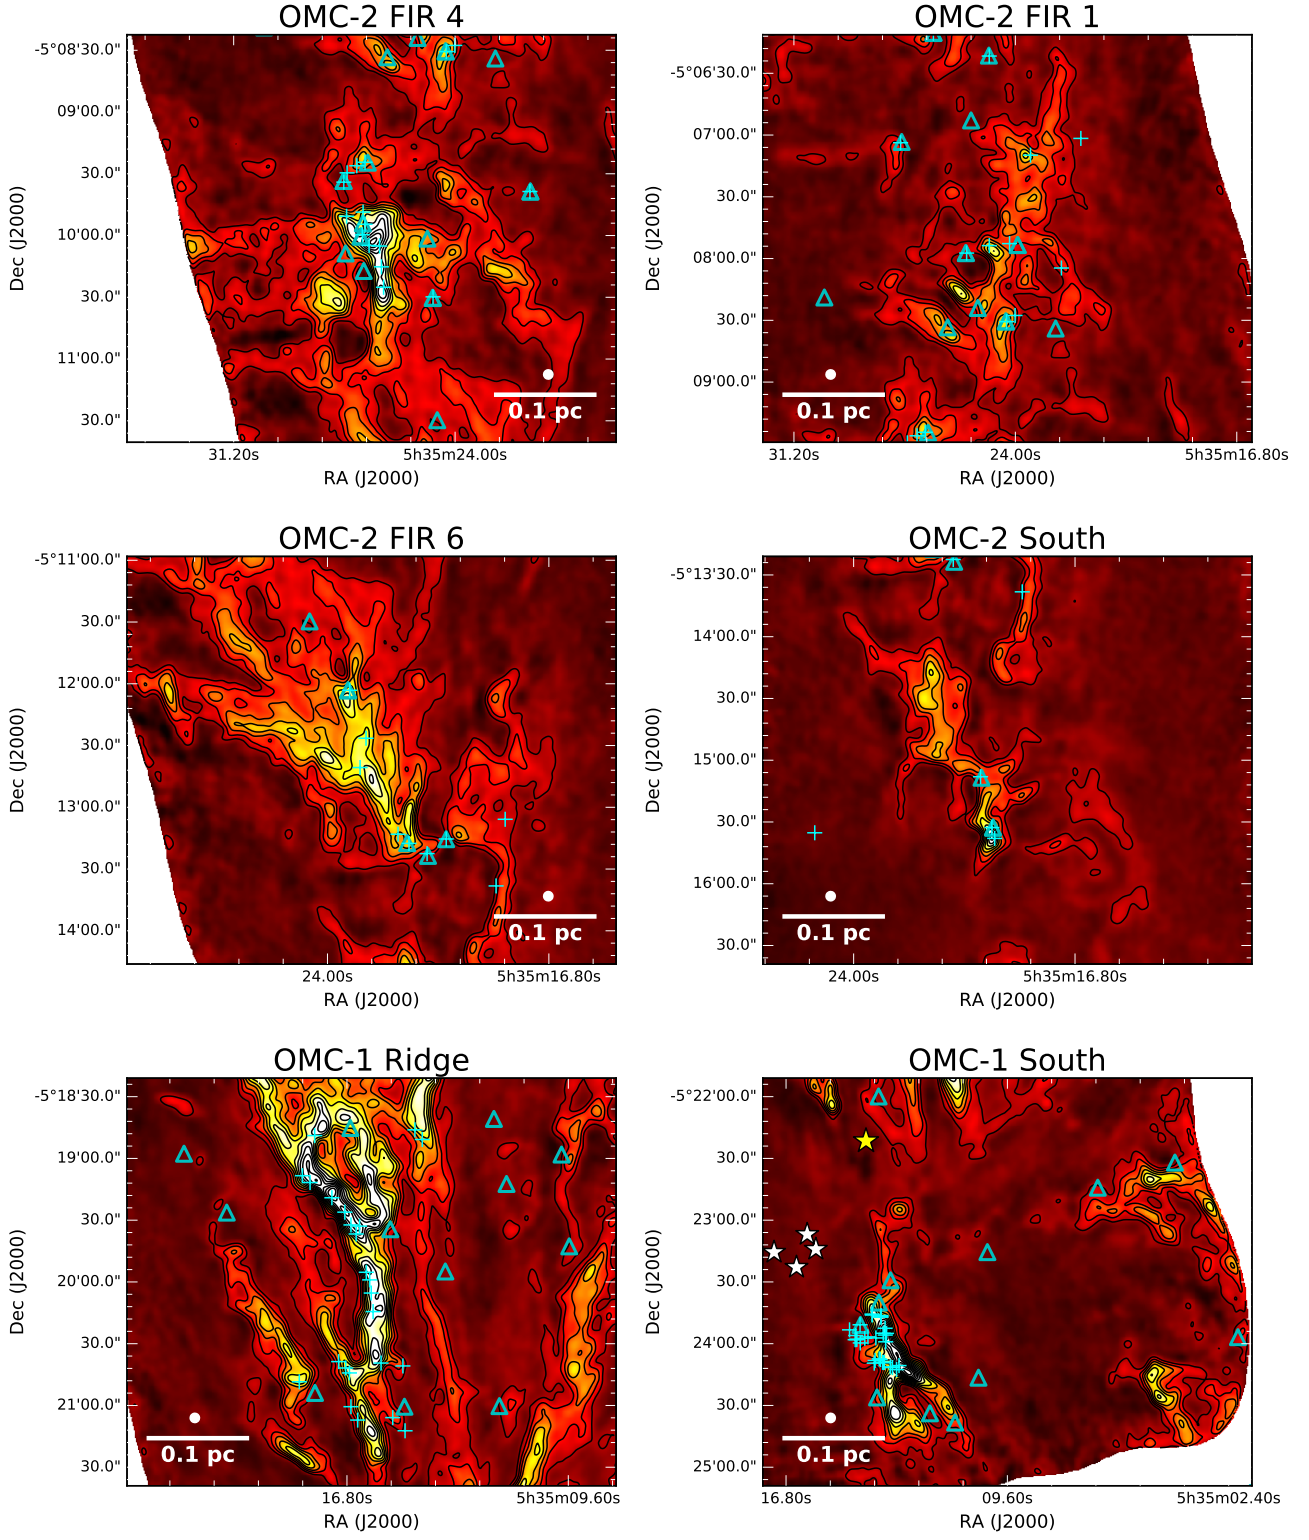 OMC-2 FIR 4
-5°08'30.0"
09'00.0"
30.0"
10'00.0"
30.0"
11'00.0"
30.0"
Dec (J2000)
0.1 pc
31.20s
5h35m24.00s
RA (J2000)
OMC-2 FIR 1
-5°06'30.0"
07'00.0"
30.0"
08'00.0"
30.0"
09'00.0"
Dec (J2000)
0.1 pc
31.20s
24.00s
5h35m16.80s
RA (J2000)
OMC-2 FIR 6
-5°11'00.0"
30.0"
12'00.0"
30.0"
13'00.0"
30.0"
14'00.0"
Dec (J2000)
0.1 pc
24.00s
5h35m16.80s
RA (J2000)
OMC-2 South
-5°13'30.0"
14'00.0"
30.0"
15'00.0"
30.0"
16'00.0"
30.0"
Dec (J2000)
0.1 pc
24.00s
5h35m16.80s
RA (J2000)
OMC-1 Ridge
-5°18'30.0"
19'00.0"
30.0"
20'00.0"
30.0"
21'00.0"
30.0"
Dec (J2000)
0.1 pc
16.80s
5h35m09.60s
RA (J2000)
OMC-1 South
-5°22'00.0"
30.0"
23'00.0"
30.0"
24'00.0"
30.0"
25'00.0"
Dec (J2000)
0.1 pc
16.80s
09.60s
5h35m02.40s
RA (J2000)